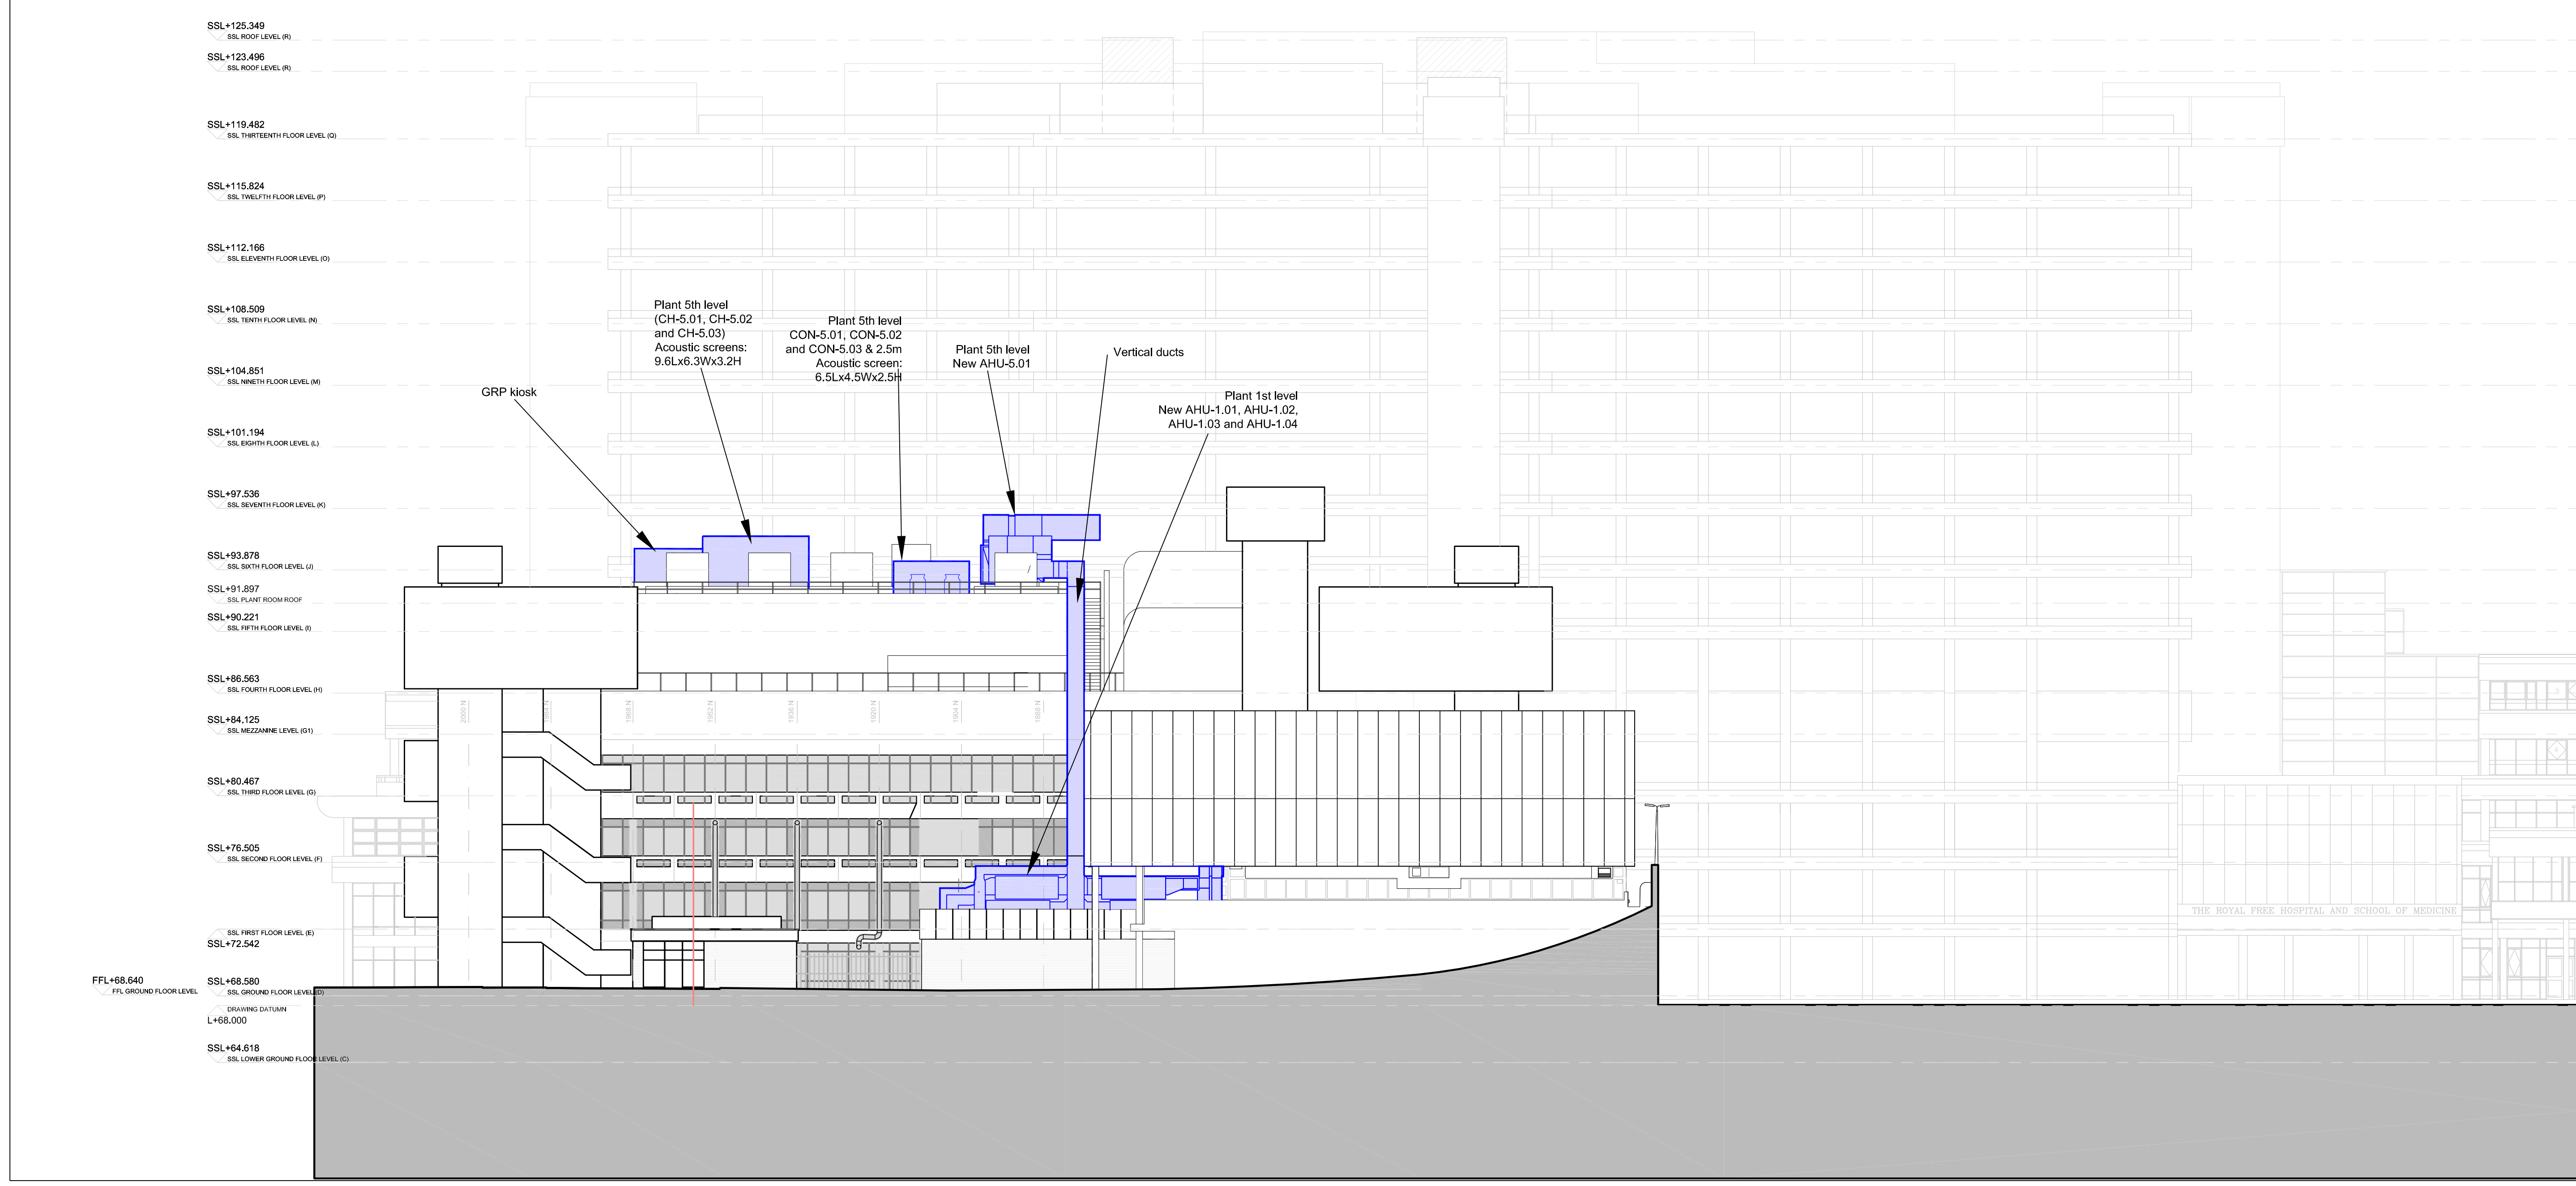 SSL+125.349
SSL ROOF LEVEL (R)
SSL+123.496
SSL ROOF LEVEL (R)
SSL+119.482
SSL THIRTEENTH FLOOR LEVEL (Q)
SSL+115.824
SSL TWELFTH FLOOR LEVEL (P)
SSL+112.166
SSL ELEVENTH FLOOR LEVEL (O)
SSL+108.509
SSL TENTH FLOOR LEVEL (N)
SSL+104.851
SSL NINETH FLOOR LEVEL (M)
SSL+101.194
SSL EIGHTH FLOOR LEVEL (L)
SSL+97.536
SSL SEVENTH FLOOR LEVEL (K)
SSL+93.878
SSL SIXTH FLOOR LEVEL (J)
SSL+91.897
SSL PLANT ROOM ROOF
SSL+90.221
SSL FIFTH FLOOR LEVEL (I)
SSL+86.563
SSL FOURTH FLOOR LEVEL (H)
SSL+84.125
SSL MEZZANINE LEVEL (G1)
SSL+80.467
SSL THIRD FLOOR LEVEL (G)
SSL+76.505
SSL SECOND FLOOR LEVEL (F)
SSL FIRST FLOOR LEVEL (E)
SSL+72.542
FFL+68.640
FFL GROUND FLOOR LEVEL
SSL+68.580
SSL GROUND FLOOR LEVEL(D)
DRAWING DATUMN
L+68.000
SSL+64.618
SSL LOWER GROUND FLOOR LEVEL (C)
GRP kiosk
Plant 5th level
(CH-5.01, CH-5.02
and CH-5.03)
Acoustic screens:
9.6Lx6.3Wx3.2H
Plant 5th level
CON-5.01, CON-5.02
and CON-5.03 & 2.5m
Acoustic screen:
6.5Lx4.5Wx2.5H
Plant 5th level
New AHU-5.01
Vertical ducts
Plant 1st level
New AHU-1.01, AHU-1.02,
AHU-1.03 and AHU-1.04
2000 N
1984 N
1968 N
1952 N
1936 N
1920 N
1904 N
1888 N
THE ROYAL FREE HOSPITAL AND SCHOOL OF MEDICINE